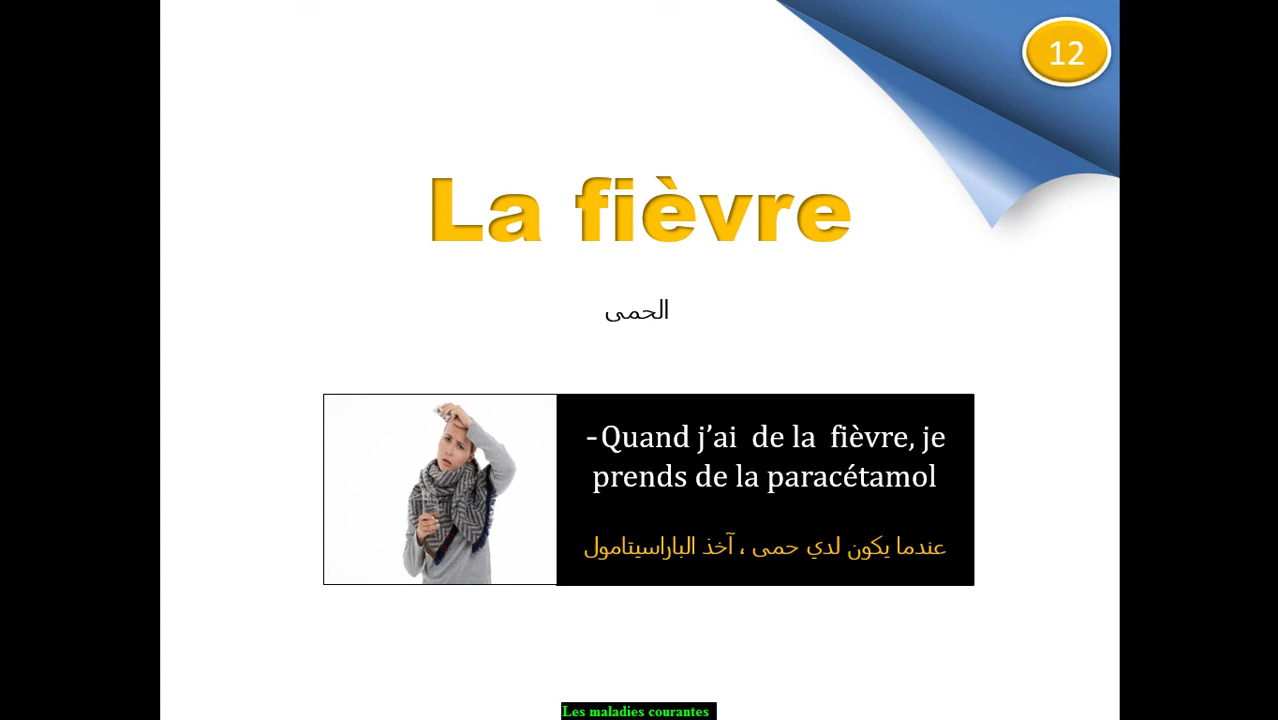 12
La fièvre
الحمى
-Quand j’ai de la fièvre, je
prends de la paracétamol
عندما يكون لدي حمى ، آخذ الباراسيتامول
Les maladies courantes